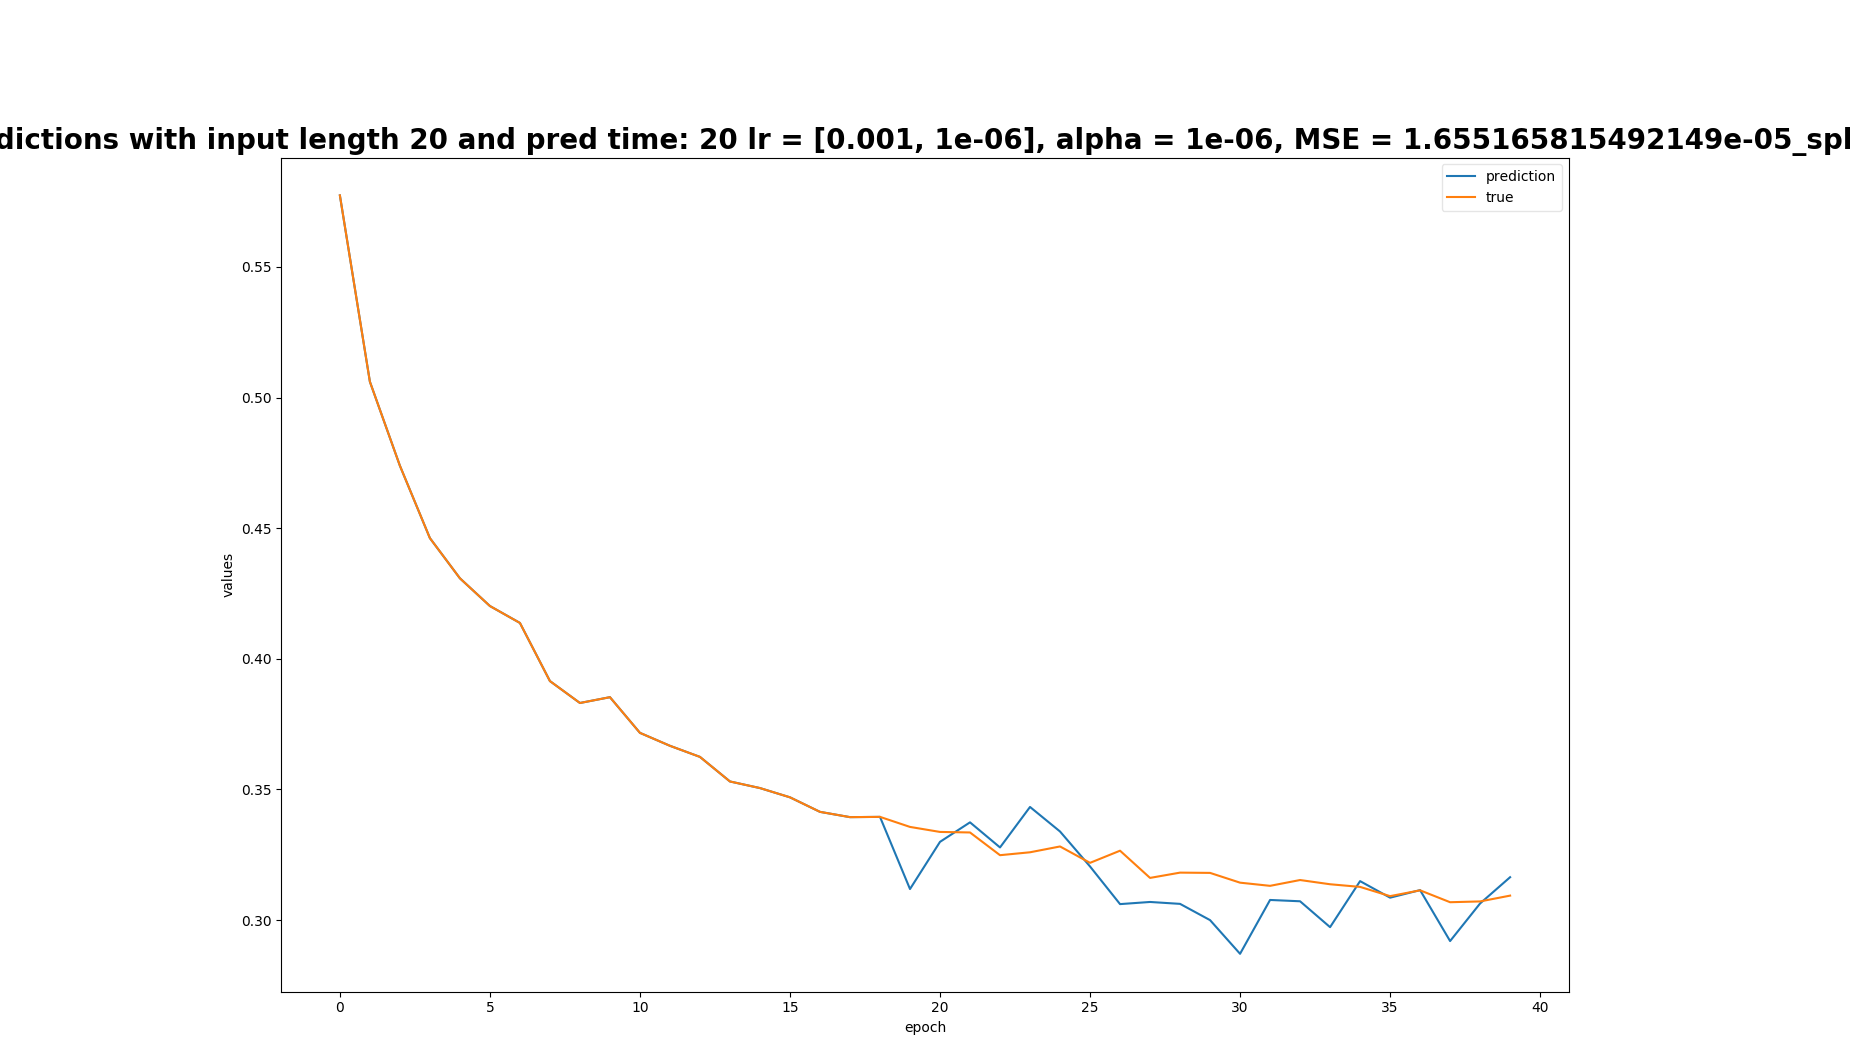 dictions with input length 20 and pred time: 20 lr = [0.001, 1e-06], alpha = 1e-06, MSE = 1.655165815492149e-05_spl
prediction
true
0.55
0.50
0.45
0.40
0.35
0.30
values
0 5 10 15 20 25 30 35 40
epoch